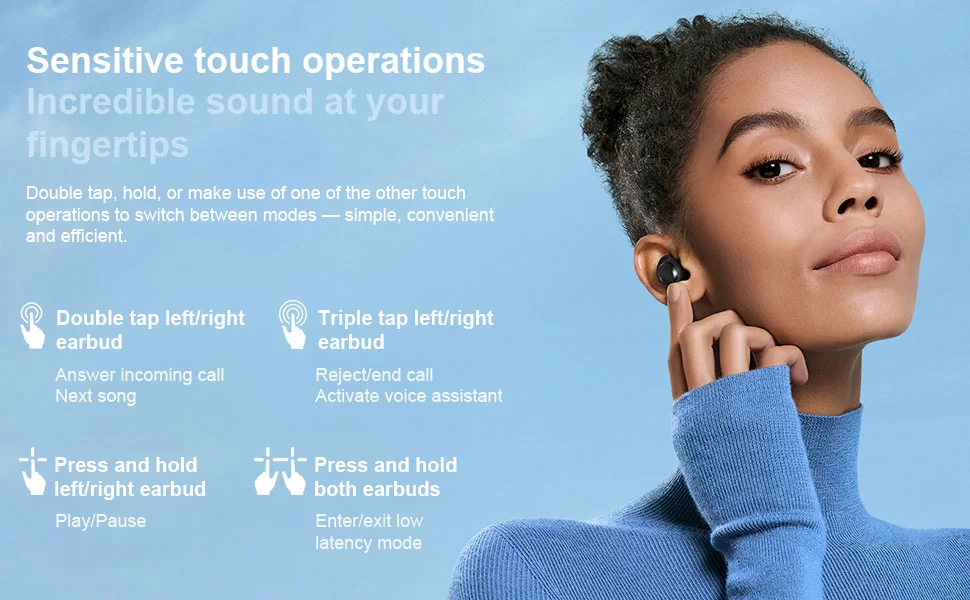 Sensitive touch operations
Incredible sound at your
fingertips
Double tap, hold, or make use of one of the other touch
operations to switch between modes — simple, convenient
and efficient.
Double tap left/right
earbud
Answer incoming call
Next song
Triple tap left/right
earbud
Reject/end call
Activate voice assistant
Press and hold
left/right earbud
Play/Pause
Press and hold
both earbuds
Enter/exit low
latency mode